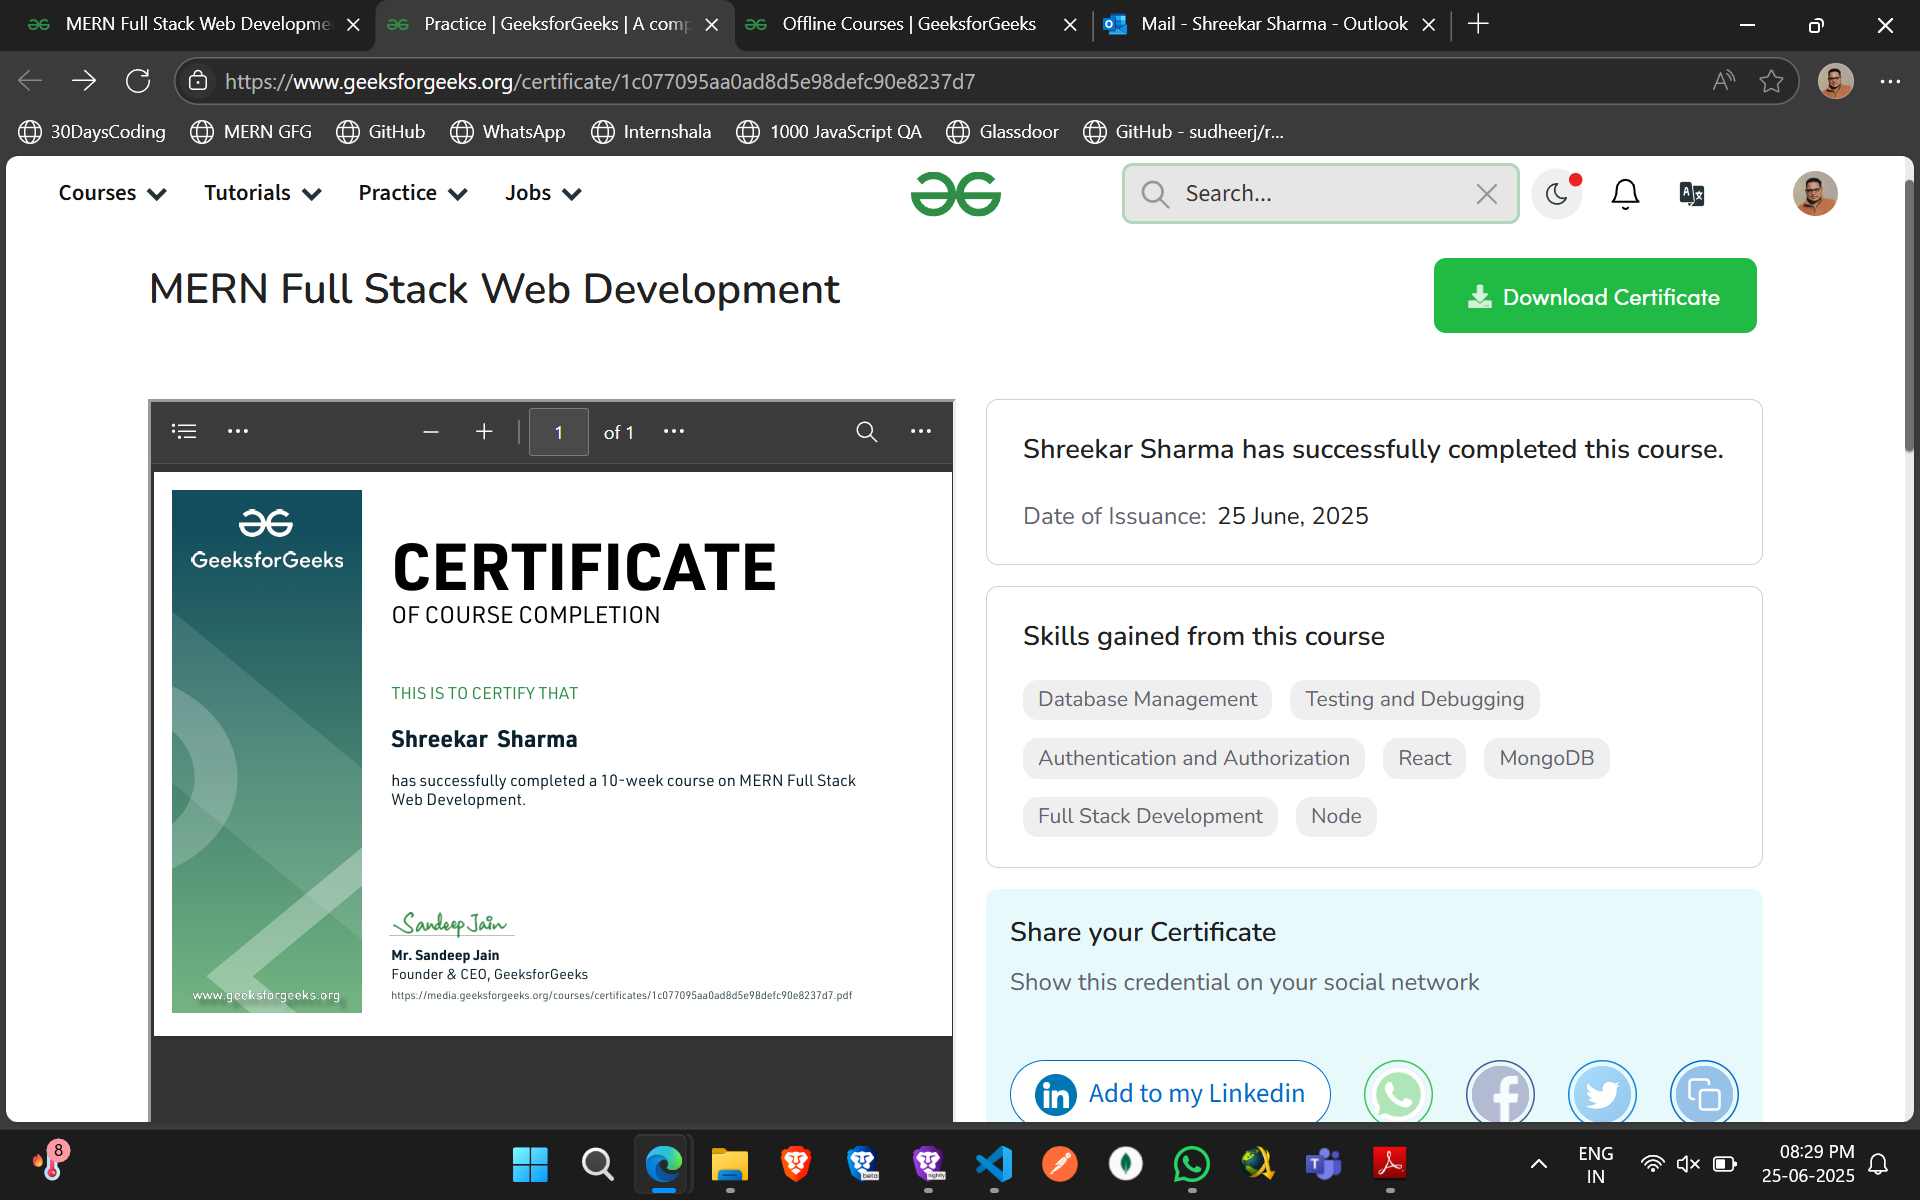 MERN Full Stack Web Developme
Practice | GeeksforGeeks | A comp
Offline Courses | GeeksforGeeks
Mail - Shreekar Sharma - Outlook
https://www.geeksforgeeks.org/certificate/1c077095aa0ad8d5e98defc90e8237d7
30DaysCoding
MERN GFG
GitHub
WhatsApp
Internshala
1000 JavaScript QA
Glassdoor
GitHub - sudheerj/r...
Courses
Tutorials
Practice
Jobs
Search...
MERN Full Stack Web Development
Download Certificate
1 of 1
GeeksforGeeks
CERTIFICATE
OF COURSE COMPLETION
THIS IS TO CERTIFY THAT
Shreekar Sharma
has successfully completed a 10-week course on MERN Full Stack
Web Development.
Sandeep Jain
Mr. Sandeep Jain
Founder & CEO, GeeksforGeeks
https://media.geeksforgeeks.org/courses/certificates/1c077095aa0ad8d5e98defc90e8237d7.pdf
www.geeksforgeeks.org
Shreekar Sharma has successfully completed this course.
Date of Issuance: 25 June, 2025
Skills gained from this course
Database Management
Testing and Debugging
Authentication and Authorization
React
MongoDB
Full Stack Development
Node
Share your Certificate
Show this credential on your social network
in Add to my Linkedin
8
beta
nightly
ENG
IN
08:29 PM
25-06-2025